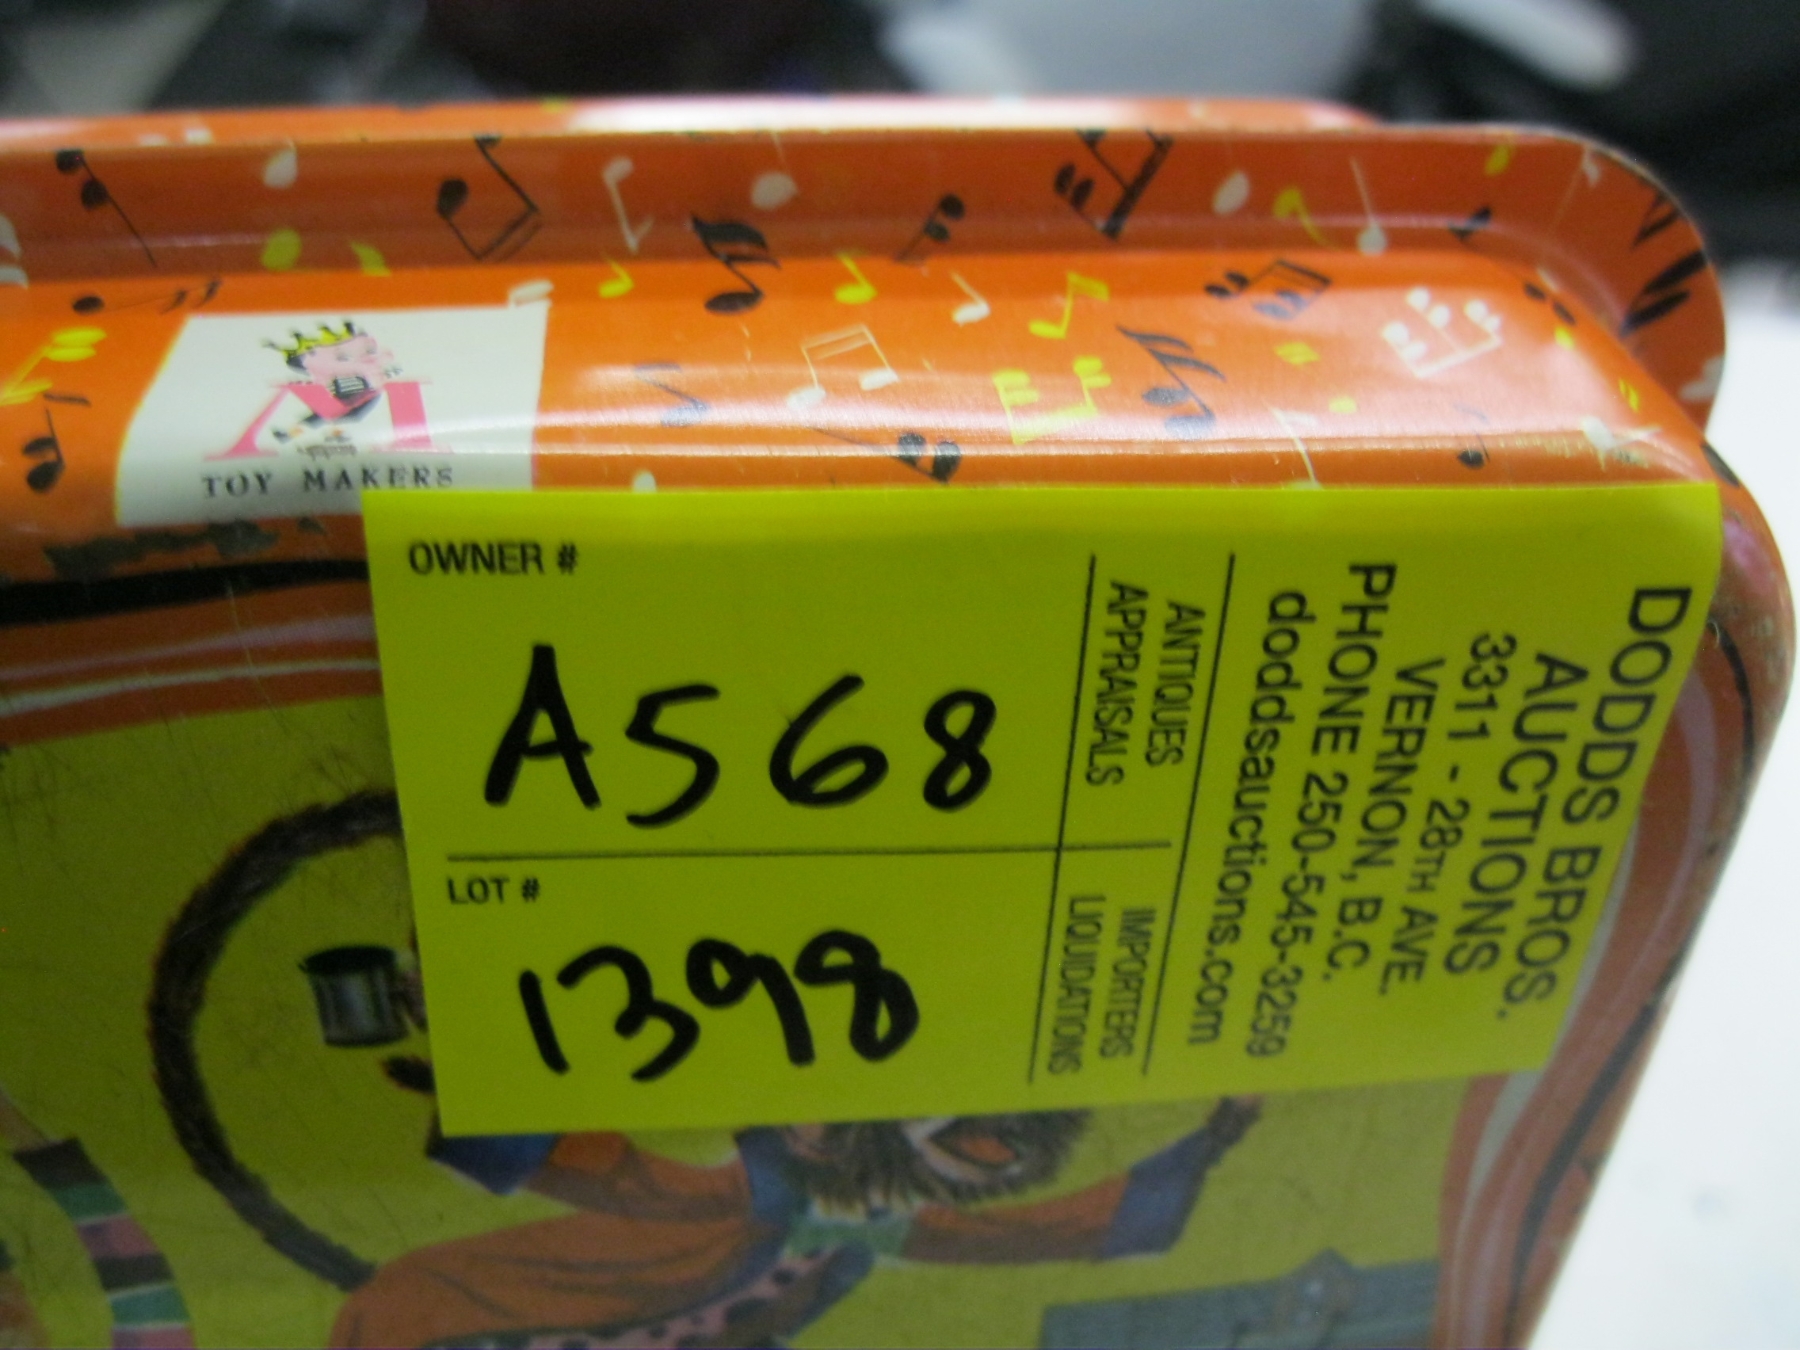 M
TOY MAKERS
OWNER #
A568
LOT #
1398
ANTIQUES
APPRAISALS
IMPORTERS
LIQUIDATIONS
DODDS BROS.
AUCTIONS
3311 - 28TH AVE.
VERNON, B.C.
PHONE 250-545-3259
doddsauctions.com